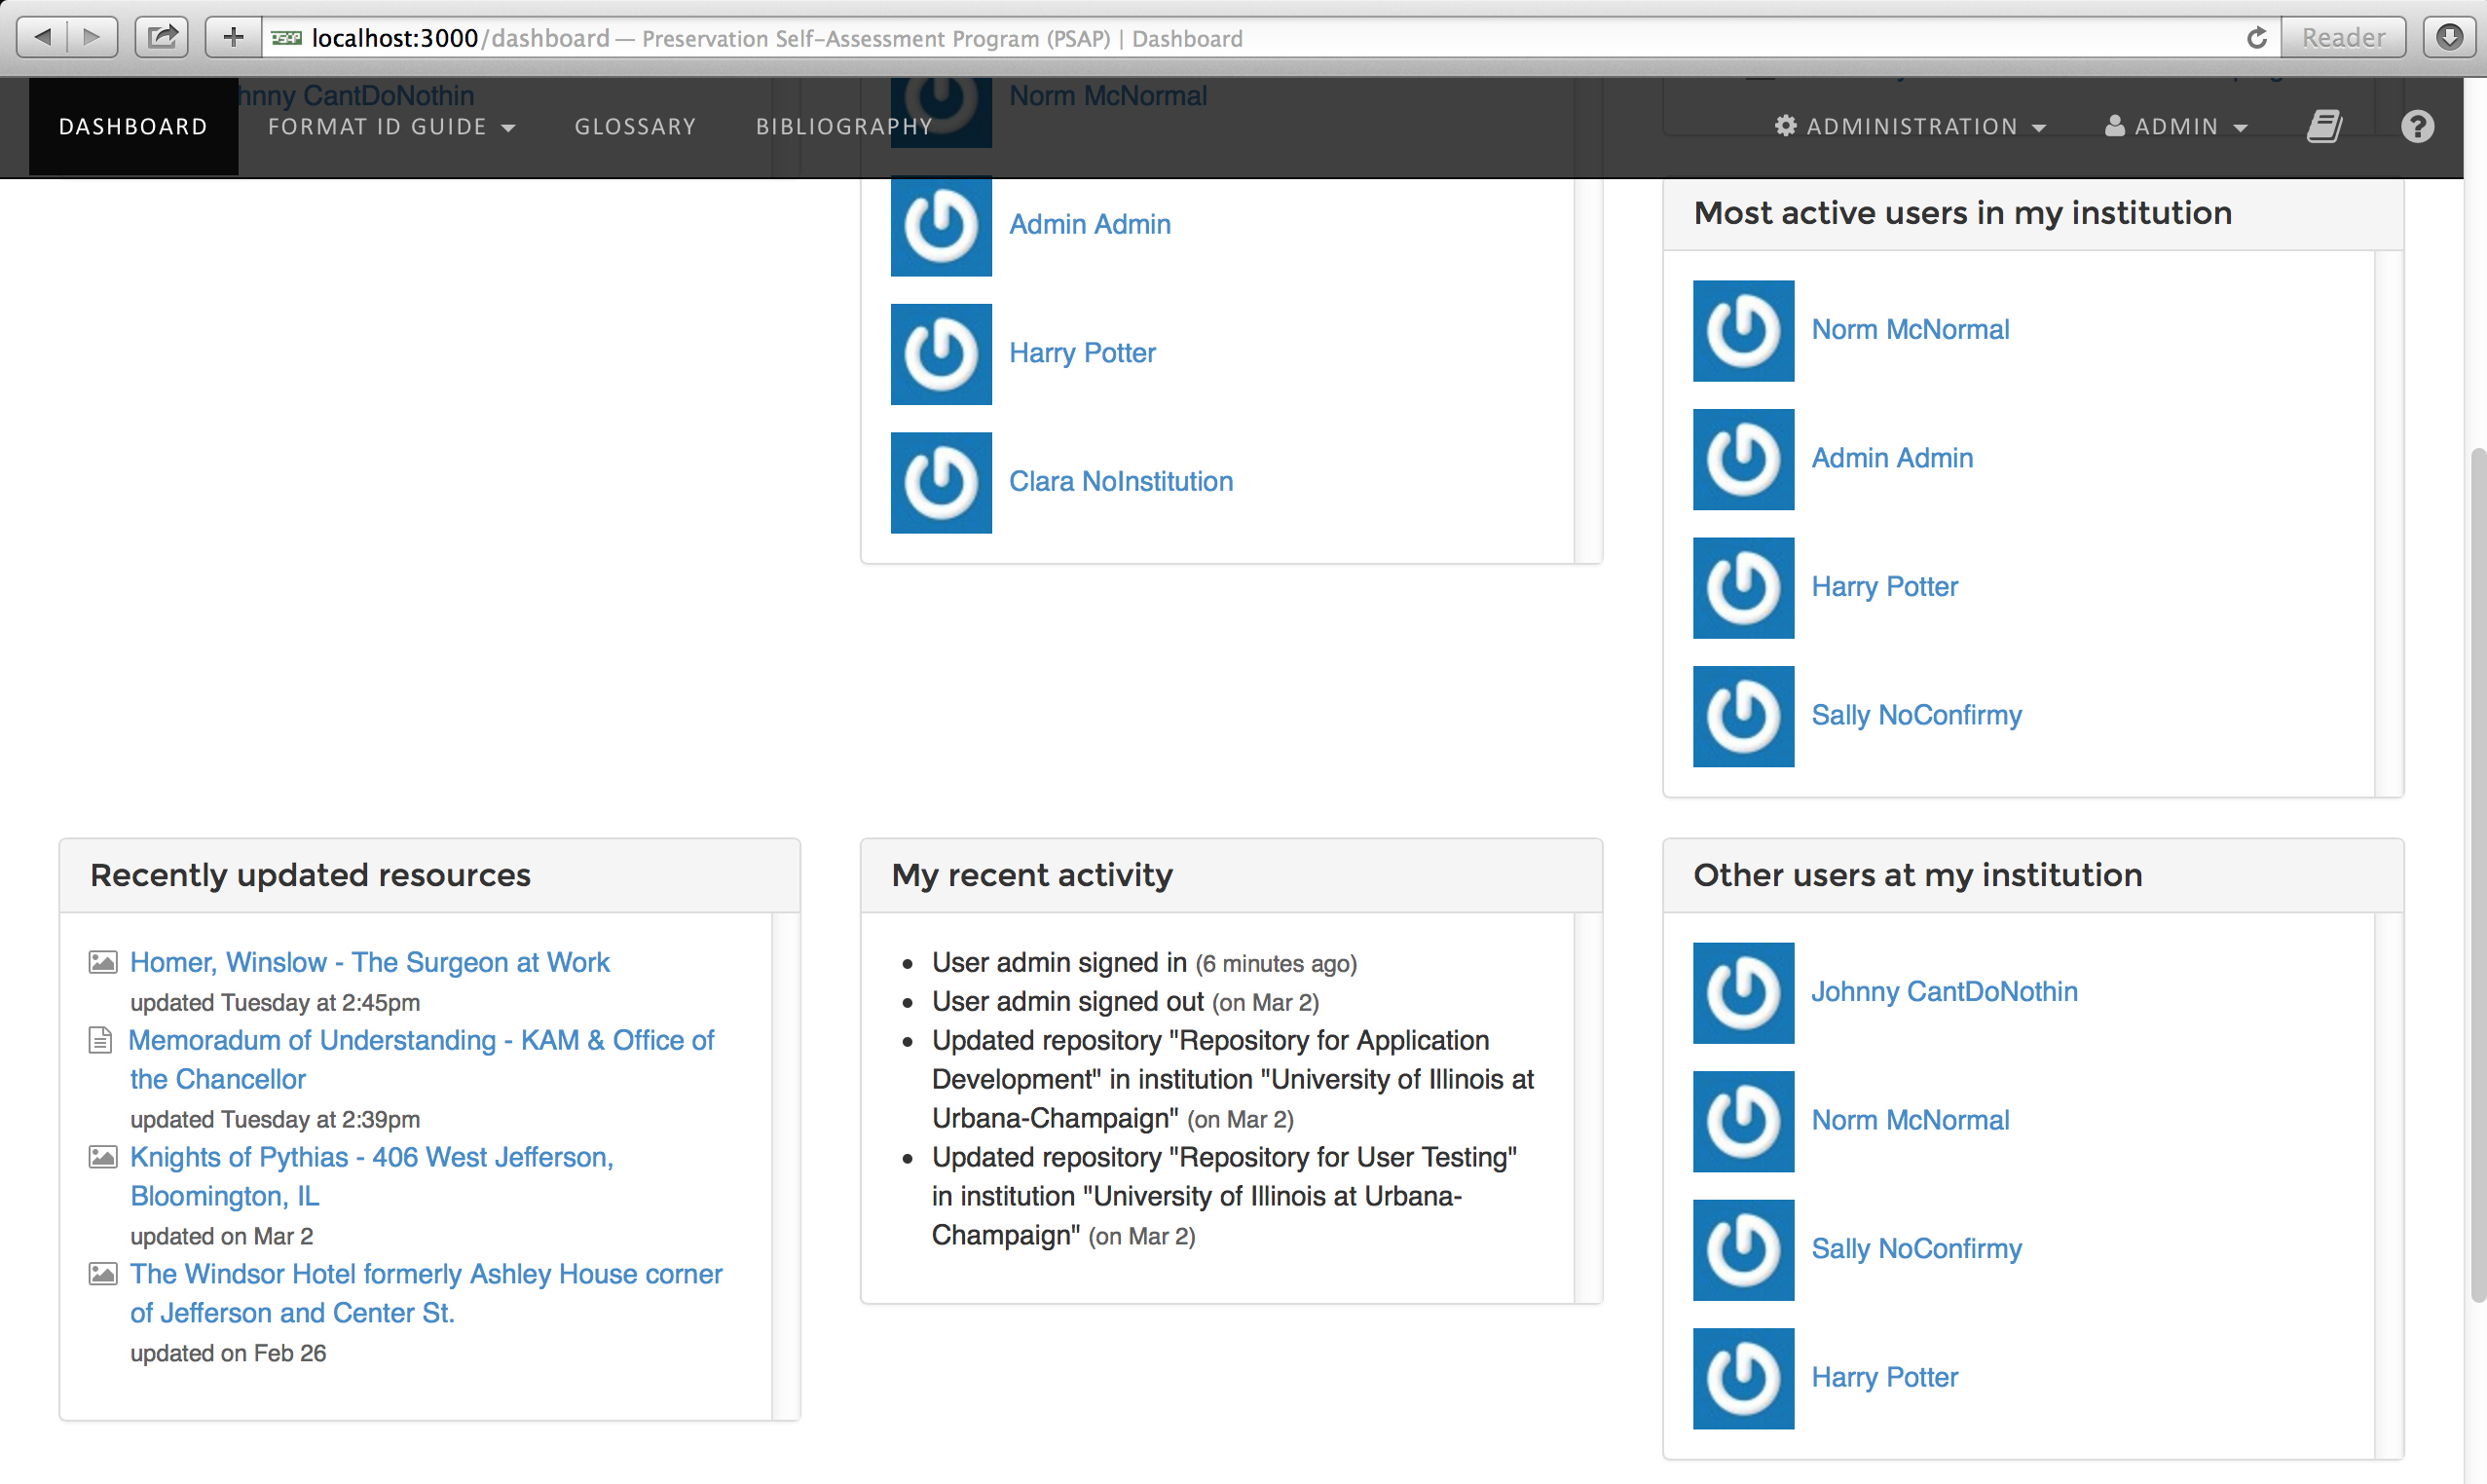 localhost:3000/dashboard — Preservation Self-Assessment Program (PSAP) | Dashboard
Reader
DASHBOARD
FORMAT ID GUIDE
GLOSSARY
BIBLIOGRAPHY
ADMINISTRATION
ADMIN
hnny CantDoNothin
Norm McNormal
Admin Admin
Harry Potter
Clara NoInstitution
Most active users in my institution
Norm McNormal
Admin Admin
Harry Potter
Sally NoConfirmy
Recently updated resources
Homer, Winslow - The Surgeon at Work
updated Tuesday at 2:45pm
Memoradum of Understanding - KAM & Office of
the Chancellor
updated Tuesday at 2:39pm
Knights of Pythias - 406 West Jefferson,
Bloomington, IL
updated on Mar 2
The Windsor Hotel formerly Ashley House corner
of Jefferson and Center St.
updated on Feb 26
My recent activity
User admin signed in (6 minutes ago)
User admin signed out (on Mar 2)
Updated repository "Repository for Application
Development" in institution "University of Illinois at
Urbana-Champaign" (on Mar 2)
Updated repository "Repository for User Testing"
in institution "University of Illinois at Urbana-
Champaign" (on Mar 2)
Other users at my institution
Johnny CantDoNothin
Norm McNormal
Sally NoConfirmy
Harry Potter